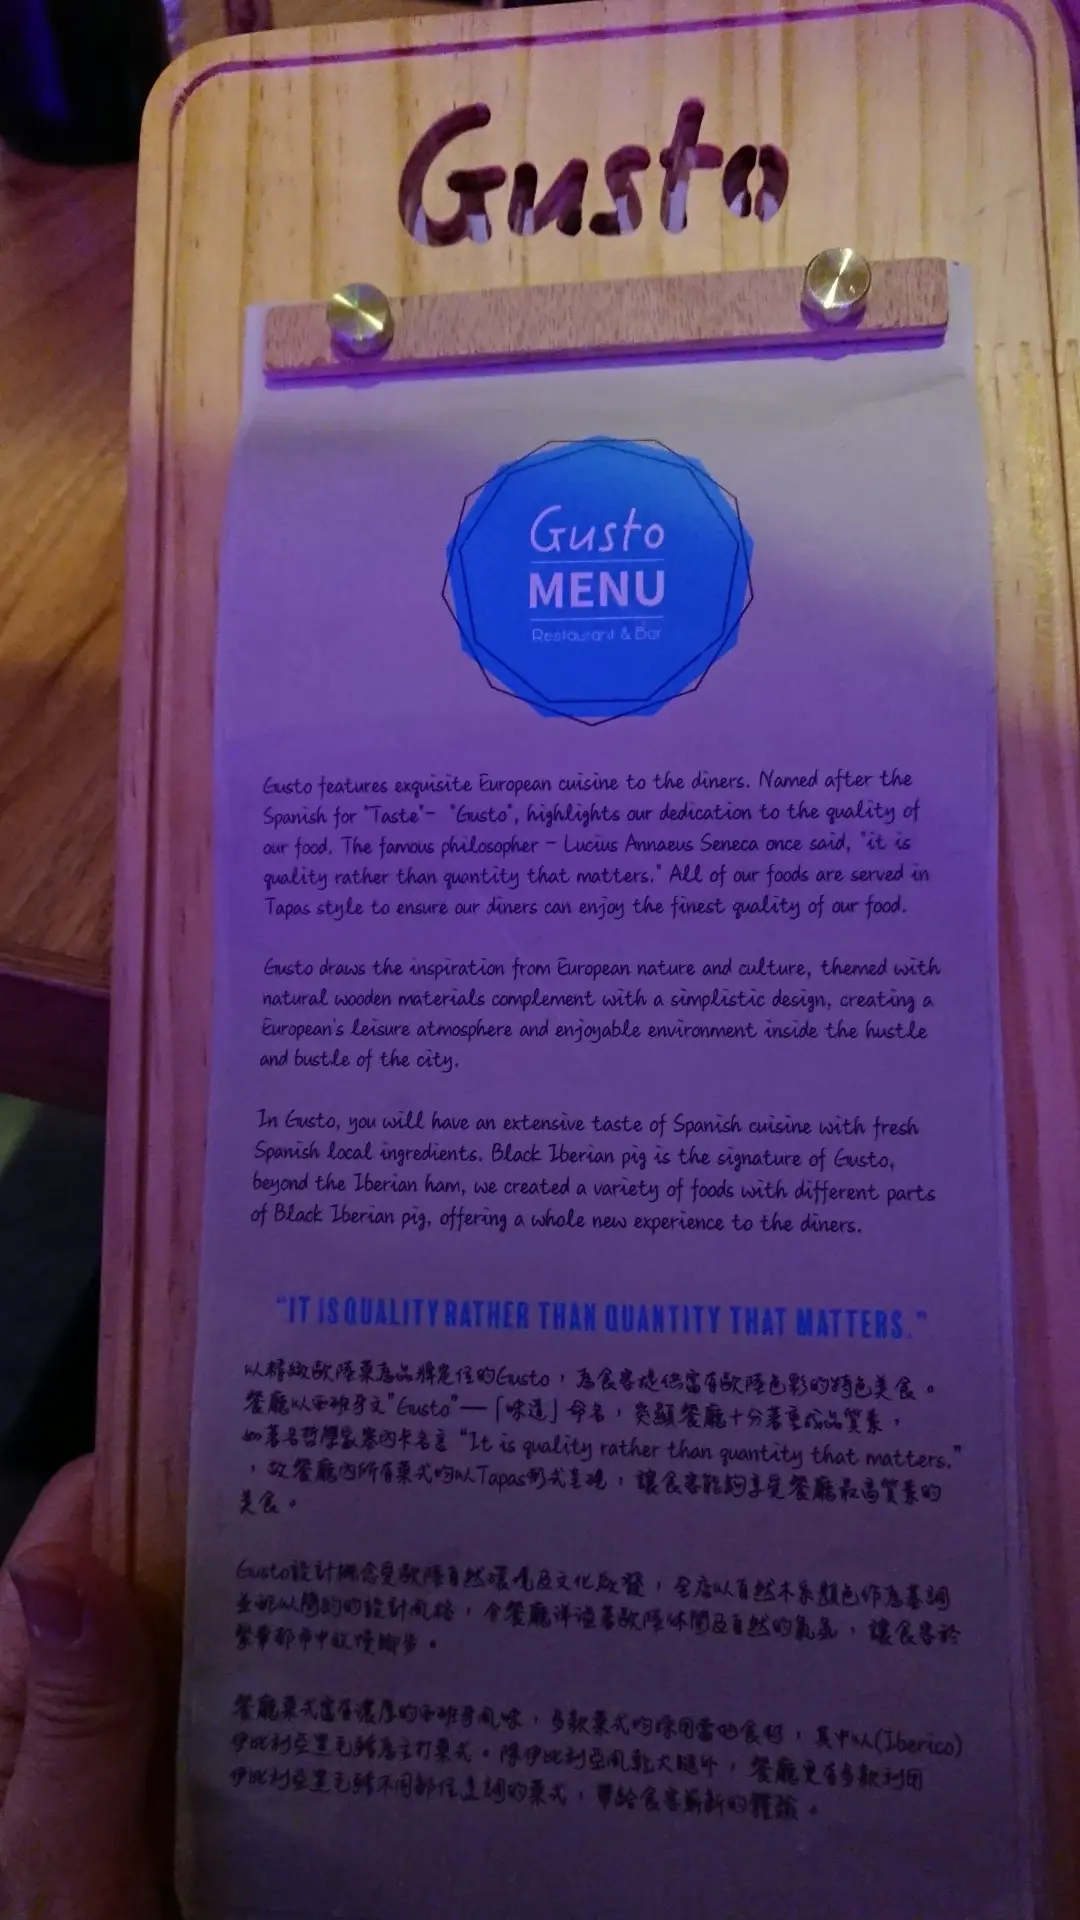 Gusto
Gusto
MENU
Restaurant & Bar
Gusto features exquisite European cuisine to the diners. Named after the
Spanish for "Taste"- "Gusto", highlights our dedication to the quality of
our food. The famous philosopher - Lucius Annaeus Seneca once said, "it is
quality rather than quantity that matters." All of our foods are served in
Tapas style to ensure our diners can enjoy the finest quality of our food.
Gusto draws the inspiration from European nature and culture, themed with
natural wooden materials complement with a simplistic design, creating a
European's leisure atmosphere and enjoyable environment inside the hustle
and bustle of the city.
In Gusto, you will have an extensive taste of Spanish cuisine with fresh
Spanish local ingredients. Black Iberian pig is the signature of Gusto,
beyond the Iberian ham, we created a variety of foods with different parts
of Black Iberian pig, offering a whole new experience to the diners.
"IT IS QUALITY RATHER THAN QUANTITY THAT MATTERS."
以精緻歐陸菜為品牌定位的Gusto，為食客提供富有歐陸色彩的特色美食。
餐廳以西班牙文"Gusto"—「味道」命名，突顯餐廳十分著重成品質素，
如著名哲學家塞內卡名言 "It is quality rather than quantity that matters."
，故餐廳內所有菜式均以Tapas形式呈現，讓食客能夠享受餐廳最高質素的
美食。
Gusto設計概念受歐陸自然環境及文化啟發，全店以自然木系顏色作為基調
並配以簡約的設計風格，令餐廳洋溢著歐陸休閒及自然的氣氛，讓食客於
繁華都市中放慢腳步。
餐廳菜式富有濃厚的西班牙風味，多款菜式均採用當地食材，其中以(Iberico)
伊比利亞黑毛豬為主打菜式。除伊比利亞風乾火腿外，餐廳更有多款利用
伊比利亞黑毛豬不同部位烹調的菜式，帶給食客嶄新的體驗。